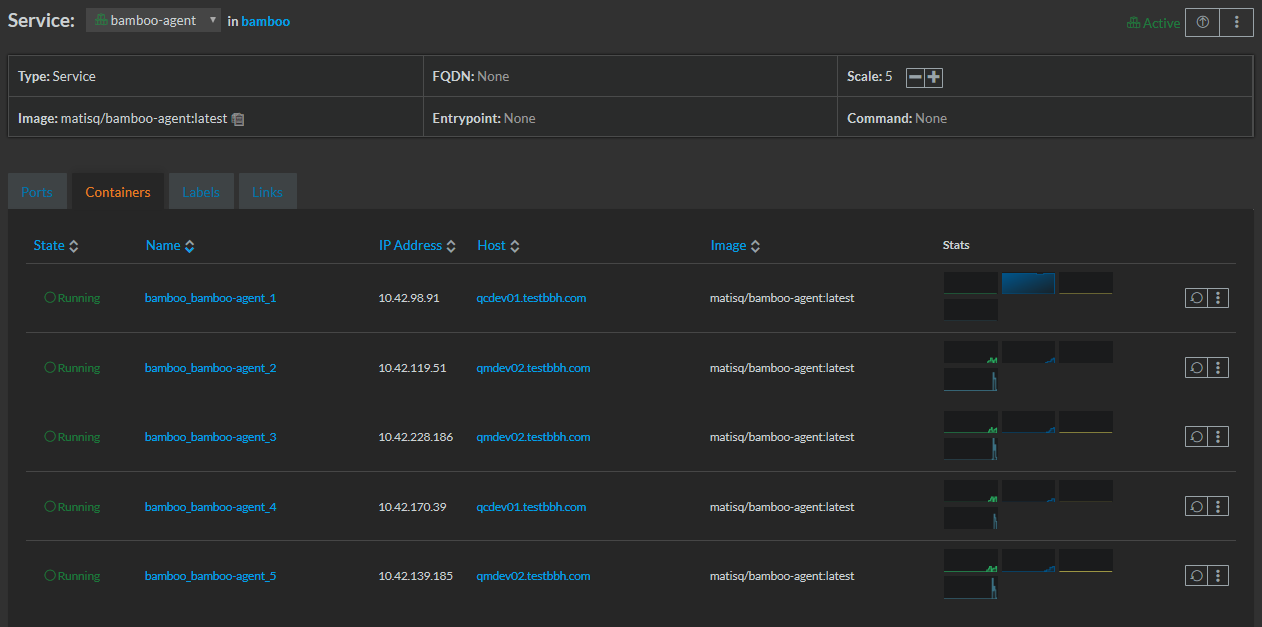 Service: bamboo-agent in bamboo Active
Type: Service FQDN: None Scale: 5
Image: matisq/bamboo-agent:latest Entrypoint: None Command: None
Ports Containers Labels Links
State Name IP Address Host Image Stats
Running bamboo_bamboo-agent_1 10.42.98.91 qcdev01.testbbh.com matisq/bamboo-agent:latest
Running bamboo_bamboo-agent_2 10.42.119.51 qmdev02.testbbh.com matisq/bamboo-agent:latest
Running bamboo_bamboo-agent_3 10.42.228.186 qmdev02.testbbh.com matisq/bamboo-agent:latest
Running bamboo_bamboo-agent_4 10.42.170.39 qcdev01.testbbh.com matisq/bamboo-agent:latest
Running bamboo_bamboo-agent_5 10.42.139.185 qmdev02.testbbh.com matisq/bamboo-agent:latest